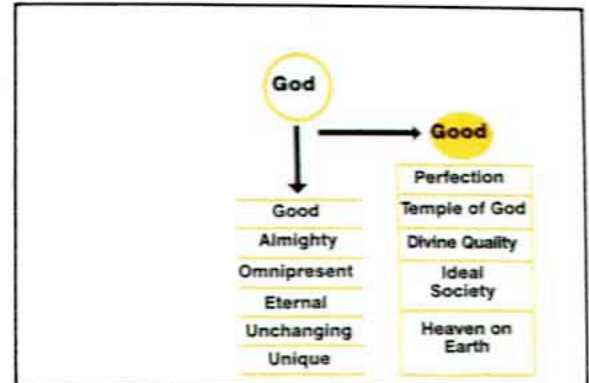 God
Good
Good
Almighty
Omnipresent
Eternal
Unchanging
Unique
Perfection
Temple of God
Divine Quality
Ideal
Society
Heaven on
Earth